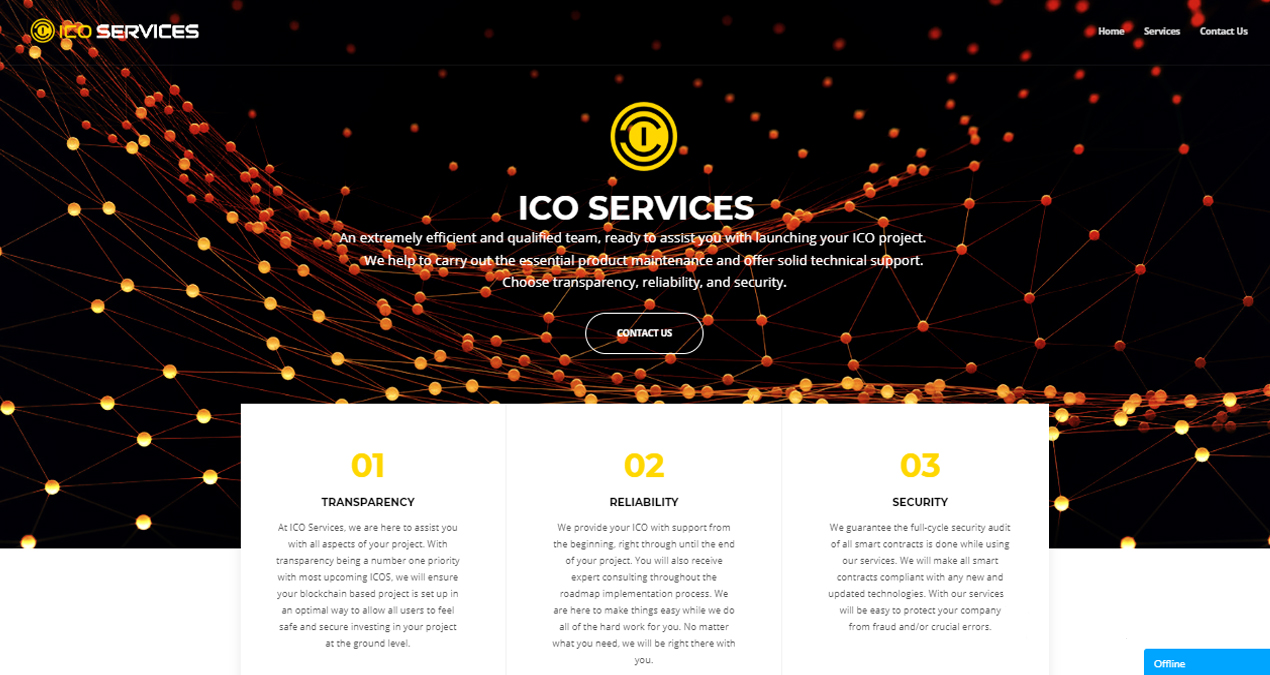 ICO SERVICES
Home Services Contact Us
ICO SERVICES
An extremely efficient and qualified team, ready to assist you with launching your ICO project.
We help to carry out the essential product maintenance and offer solid technical support.
Choose transparency, reliability, and security.
CONTACT US
01
TRANSPARENCY
At ICO Services, we are here to assist you
with all aspects of your project. With
transparency being a number one priority
with most upcoming ICOS, we will ensure
your blockchain based project is set up in
an optimal way to allow all users to feel
safe and secure investing in your project
at the ground level.
02
RELIABILITY
We provide your ICO with support from
the beginning, right through until the end
of your project. You will also receive
expert consulting throughout the
roadmap implementation process. We
are here to make things easy while we do
all of the hard work for you. No matter
what you need, we will be right there with
you.
03
SECURITY
We guarantee the full-cycle security audit
of all smart contracts is done while using
our services. We will make all smart
contracts compliant with any new and
updated technologies. With our services
will be easy to protect your company
from fraud and/or crucial errors.
Offline